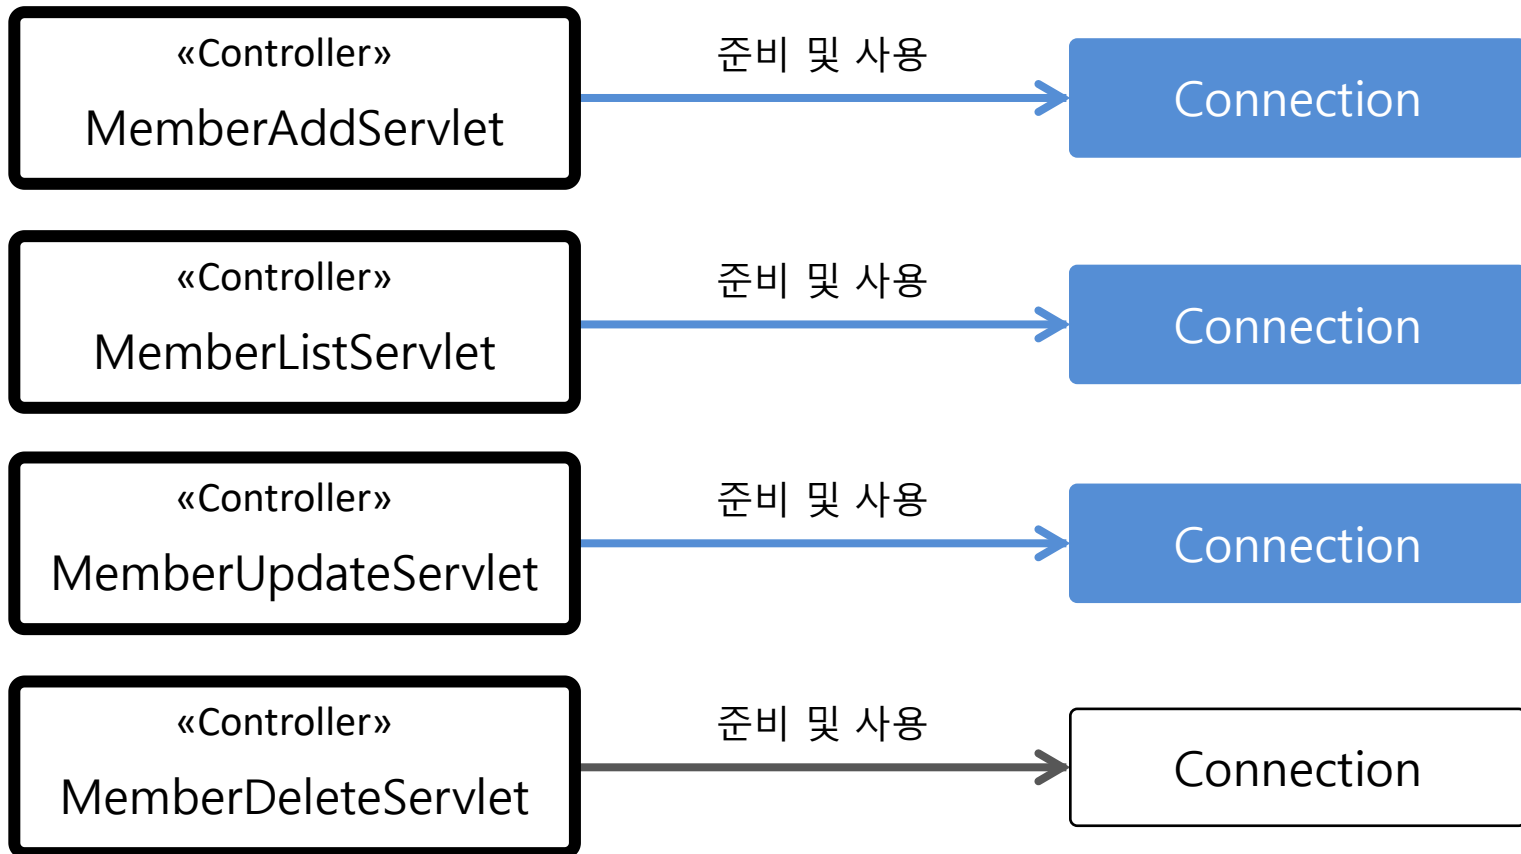 «Controller»
MemberAddServlet
준비 및 사용
Connection
«Controller»
MemberListServlet
준비 및 사용
Connection
«Controller»
MemberUpdateServlet
준비 및 사용
Connection
«Controller»
MemberDeleteServlet
준비 및 사용
Connection